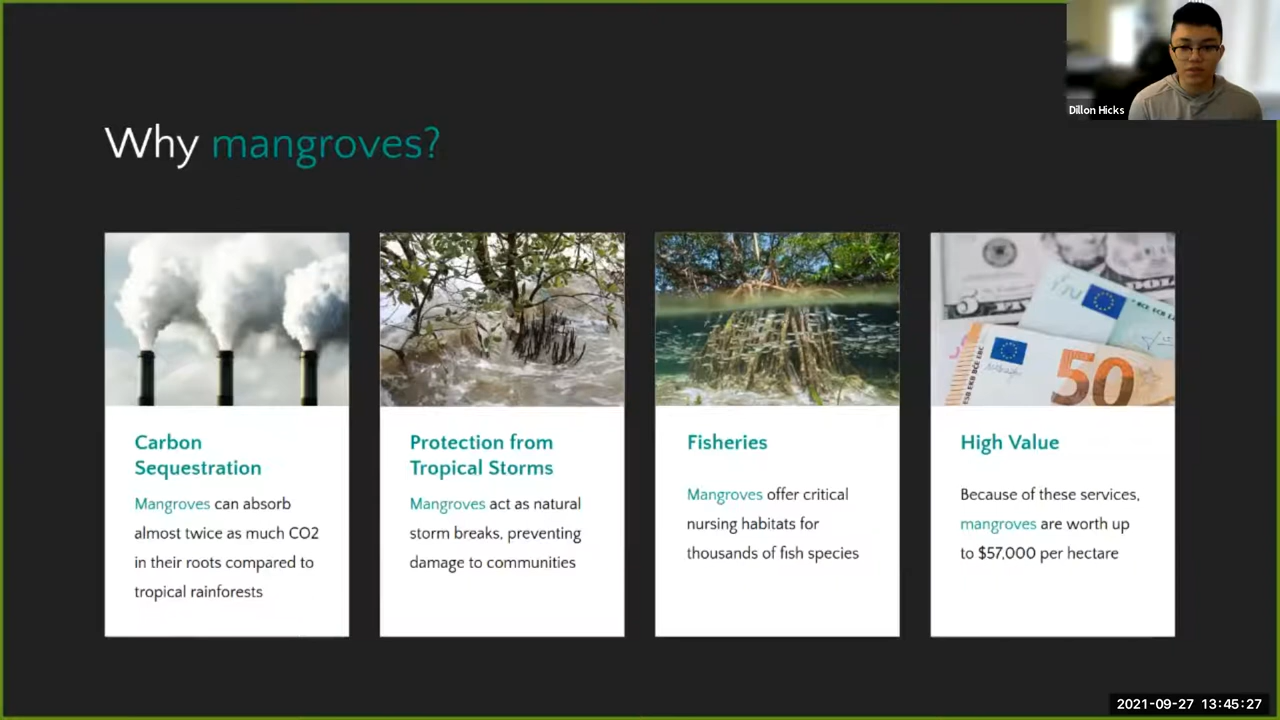 Dillon Hicks
Why mangroves?
Carbon
Sequestration
Mangroves can absorb
almost twice as much CO2
in their roots compared to
tropical rainforests
Protection from
Tropical Storms
Mangroves act as natural
storm breaks, preventing
damage to communities
Fisheries
Mangroves offer critical
nursing habitats for
thousands of fish species
50
High Value
Because of these services,
mangroves are worth up
to $57,000 per hectare
2021-09-27 13:45:27